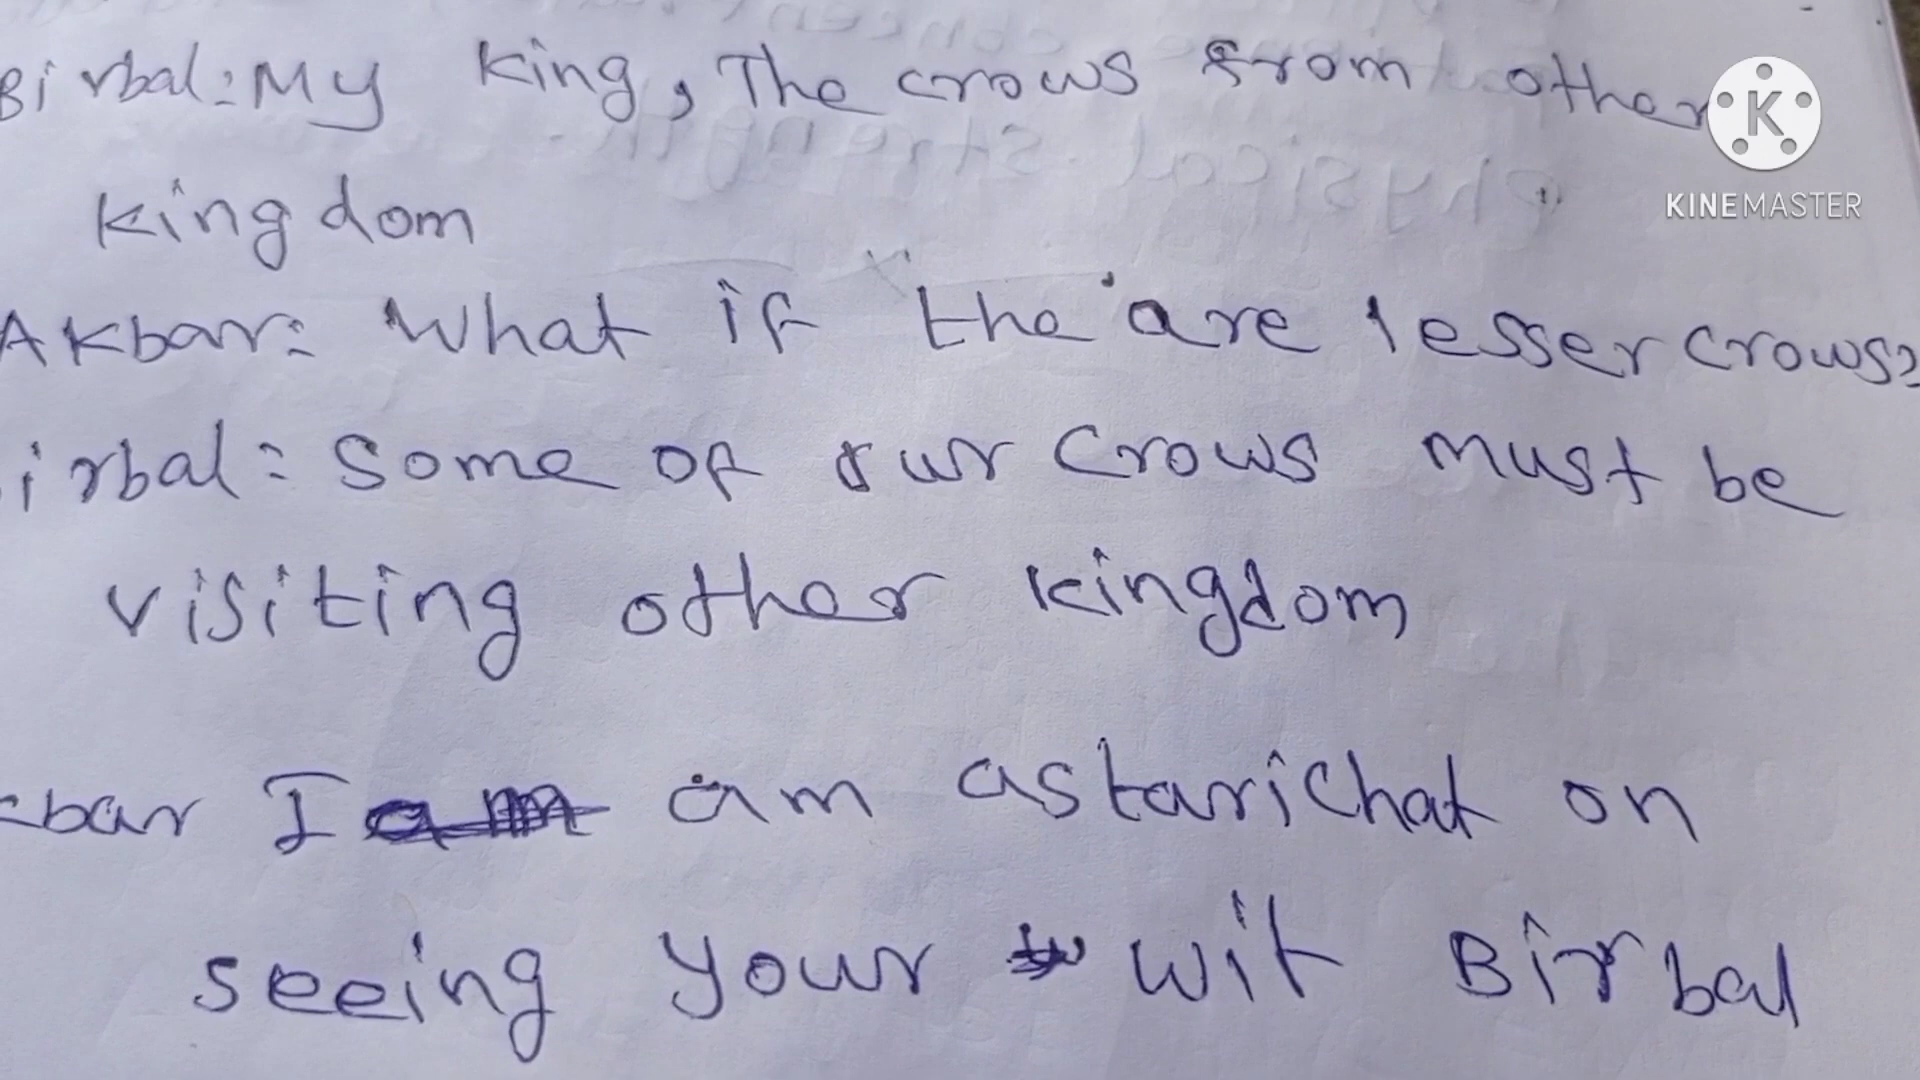 Birbal: My King, The crows from other
kingdom
Akbar: What if the are lesser crows?
irbal: Some of our crows must be
visiting other kingdom
bar I am am astarichat on
seeing your wit Birbal
K
KINEMASTER